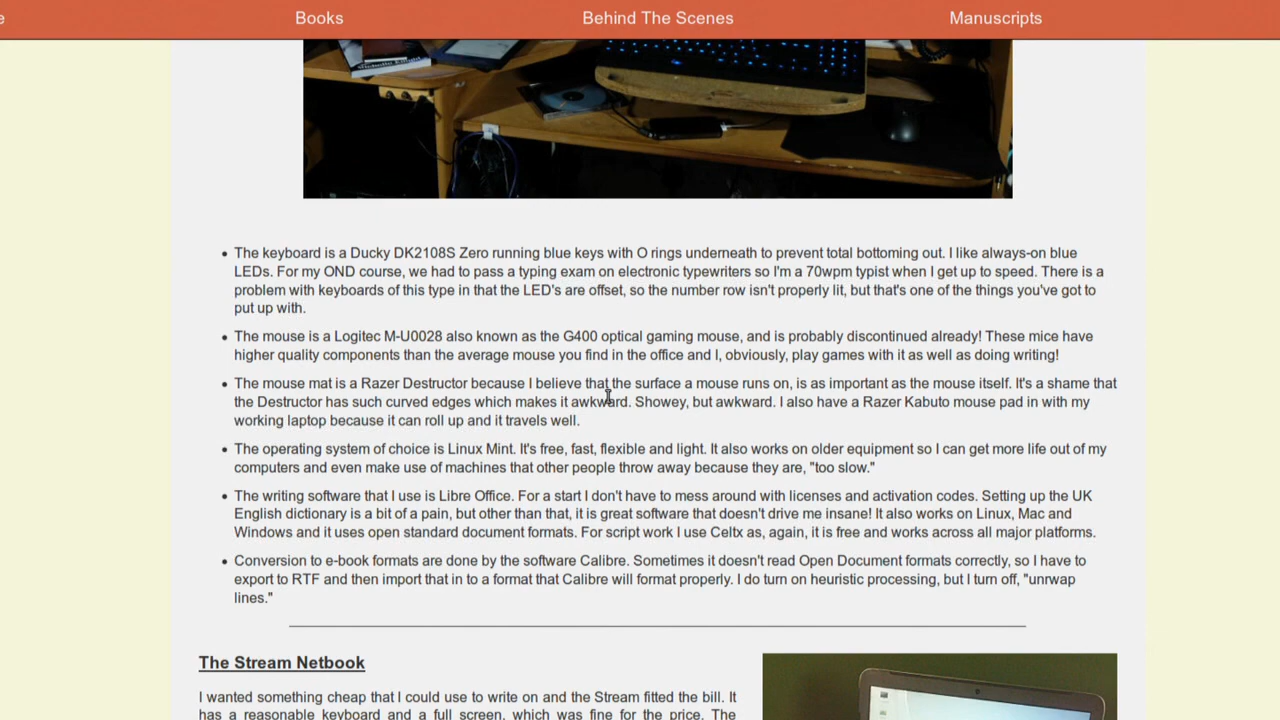 e Books Behind The Scenes Manuscripts
The keyboard is a Ducky DK2108S Zero running blue keys with O rings underneath to prevent total bottoming out. I like always-on blue
LEDs. For my OND course, we had to pass a typing exam on electronic typewriters so I'm a 70wpm typist when I get up to speed. There is a
problem with keyboards of this type in that the LED's are offset, so the number row isn't properly lit, but that's one of the things you've got to
put up with.
The mouse is a Logitec M-U0028 also known as the G400 optical gaming mouse, and is probably discontinued already! These mice have
higher quality components than the average mouse you find in the office and I, obviously, play games with it as well as doing writing!
The mouse mat is a Razer Destructor because I believe that the surface a mouse runs on, is as important as the mouse itself. It's a shame that
the Destructor has such curved edges which makes it awkward. Showey, but awkward. I also have a Razer Kabuto mouse pad in with my
working laptop because it can roll up and it travels well.
The operating system of choice is Linux Mint. It's free, fast, flexible and light. It also works on older equipment so I can get more life out of my
computers and even make use of machines that other people throw away because they are, "too slow."
The writing software that I use is Libre Office. For a start I don't have to mess around with licenses and activation codes. Setting up the UK
English dictionary is a bit of a pain, but other than that, it is great software that doesn't drive me insane! It also works on Linux, Mac and
Windows and it uses open standard document formats. For script work I use Celtx as, again, it is free and works across all major platforms.
Conversion to e-book formats are done by the software Calibre. Sometimes it doesn't read Open Document formats correctly, so I have to
export to RTF and then import that in to a format that Calibre will format properly. I do turn on heuristic processing, but I turn off, "unrwap
lines."
The Stream Netbook
I wanted something cheap that I could use to write on and the Stream fitted the bill. It
has a reasonable keyboard and a full screen, which was fine for the price. The